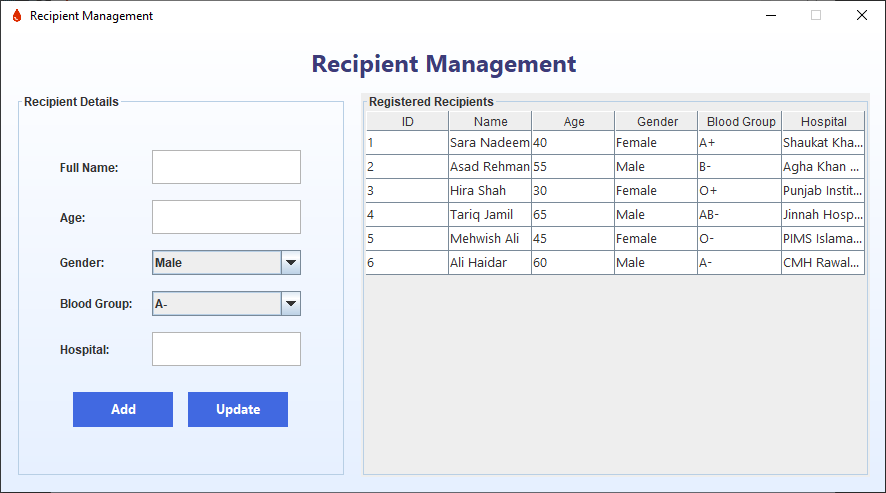 Recipient Management
Recipient Management
Recipient Details
Full Name:
Age:
Gender: Male
Blood Group: A-
Hospital:
Add Update
Registered Recipients
ID Name Age Gender Blood Group Hospital
1 Sara Nadeem 40 Female A+ Shaukat Kha...
2 Asad Rehman 55 Male B- Agha Khan ...
3 Hira Shah 30 Female O+ Punjab Instit...
4 Tariq Jamil 65 Male AB- Jinnah Hosp...
5 Mehwish Ali 45 Female O- PIMS Islama...
6 Ali Haidar 60 Male A- CMH Rawal...